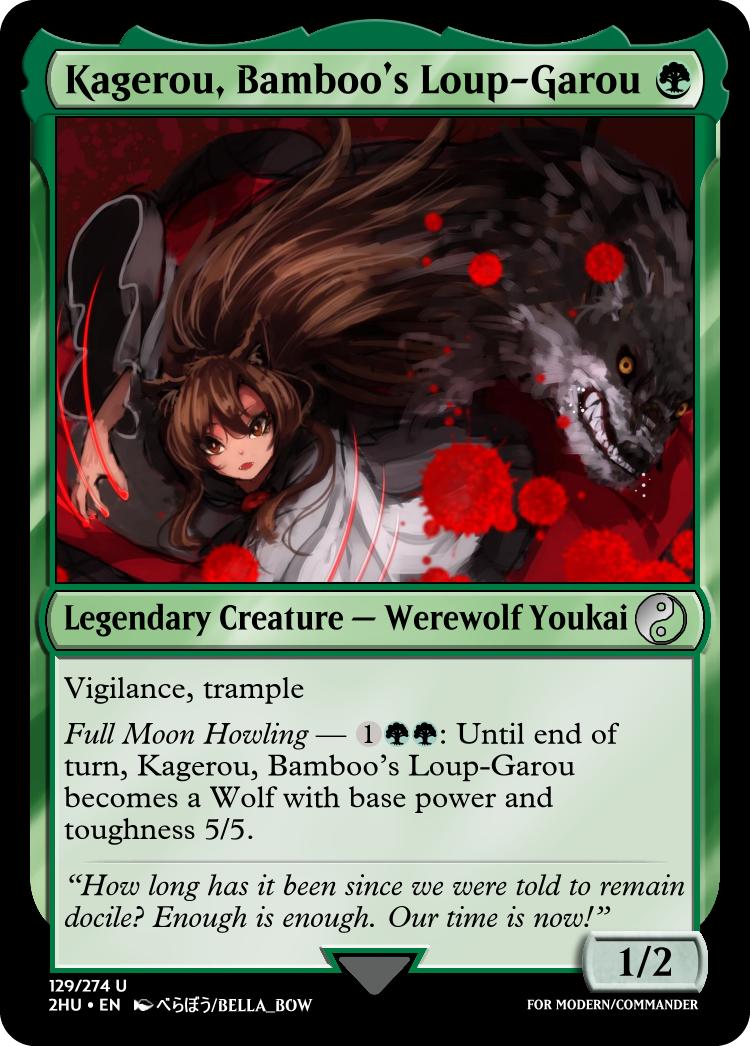 Kagerou, Bamboo's Loup-Garou
Legendary Creature — Werewolf Youkai
Vigilance, trample
Full Moon Howling — 1: Until end of
turn, Kagerou, Bamboo's Loup-Garou
becomes a Wolf with base power and
toughness 5/5.
"How long has it been since we were told to remain
docile? Enough is enough. Our time is now!"
1/2
129/274 U
2HU • EN べらぼう/BELLA_BOW
FOR MODERN/COMMANDER